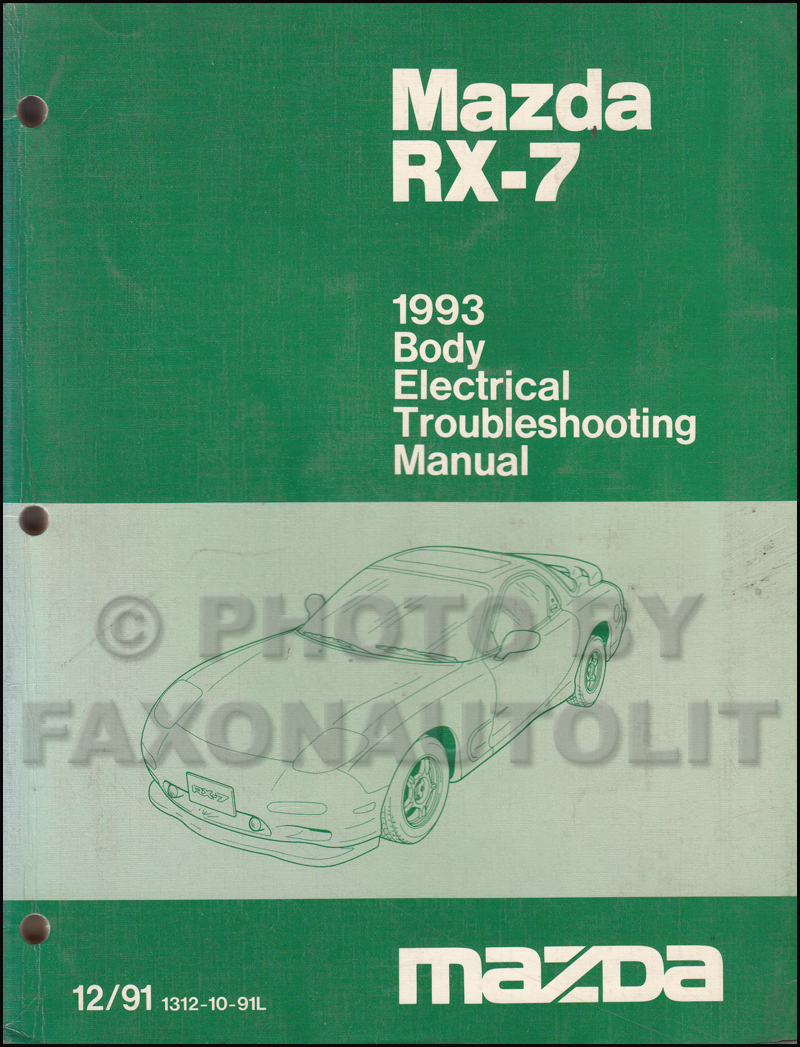 Mazda
RX-7
1993
Body
Electrical
Troubleshooting
Manual
© PHOTO BY
FAXONAUTOLIT
RX-7
12/91 1312-10-91L
mazda